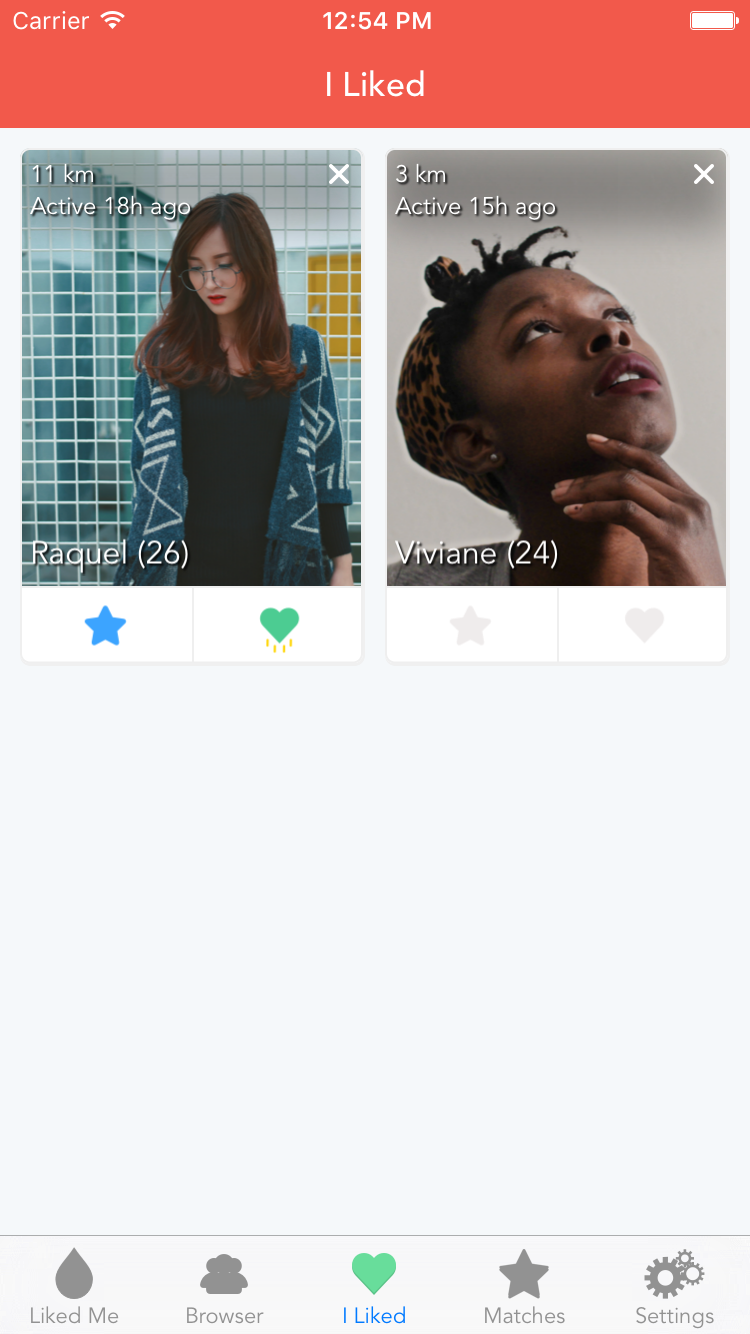 Carrier 12:54 PM
I Liked
11 km
Active 18h ago
Raquel (26)
3 km
Active 15h ago
Viviane (24)
Liked Me Browser I Liked Matches Settings